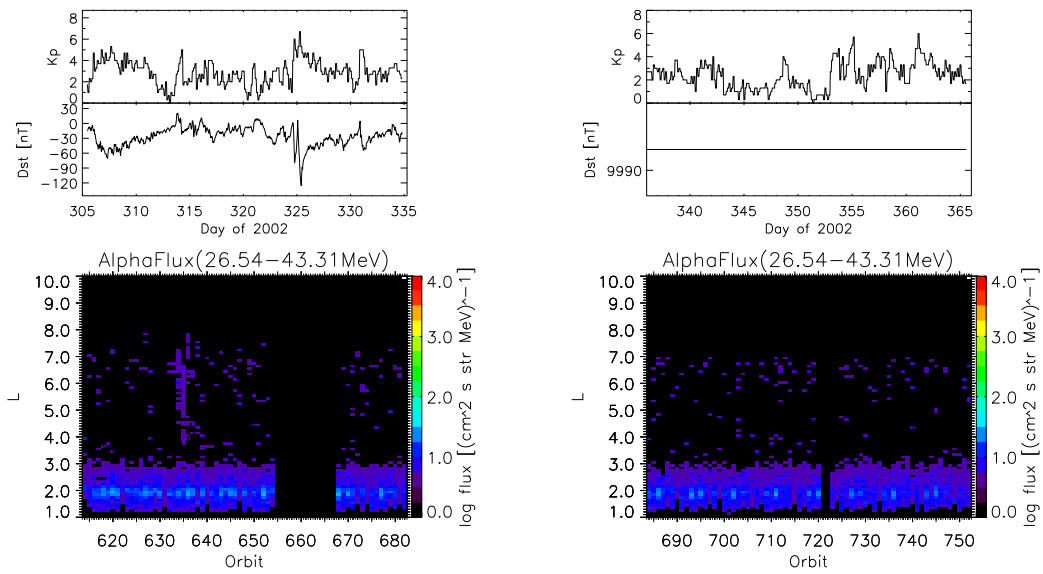 8
6
4
2
0
Kp
30
0
−30
−60
−90
−120
Dst [nT]
305 310 315 320 325 330 335
Day of 2002
AlphaFlux(26.54−43.31MeV)
10.0
9.0
8.0
7.0
6.0
5.0
4.0
3.0
2.0
1.0
L
620 630 640 650 660 670 680
Orbit
4.0
3.0
2.0
1.0
0.0
log flux [(cm^2 s str MeV)^−1]
8
6
4
2
0
Kp
9990
Dst [nT]
340 345 350 355 360 365
Day of 2002
AlphaFlux(26.54−43.31MeV)
10.0
9.0
8.0
7.0
6.0
5.0
4.0
3.0
2.0
1.0
L
690 700 710 720 730 740 750
Orbit
4.0
3.0
2.0
1.0
0.0
log flux [(cm^2 s str MeV)^−1]